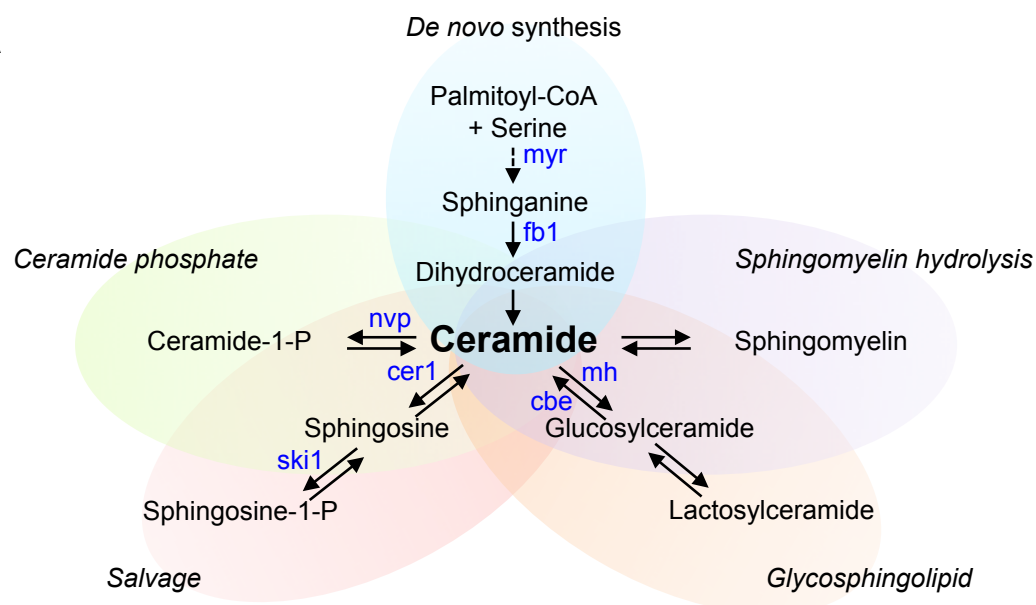 De novo synthesis
Palmitoyl-CoA
+ Serine
myr
Sphinganine
fb1
Ceramide phosphate
Sphingomyelin hydrolysis
Dihydroceramide
nvp
Ceramide-1-P
Ceramide
Sphingomyelin
cer1
mh
cbe
Sphingosine
Glucosylceramide
ski1
Sphingosine-1-P
Lactosylceramide
Salvage
Glycosphingolipid